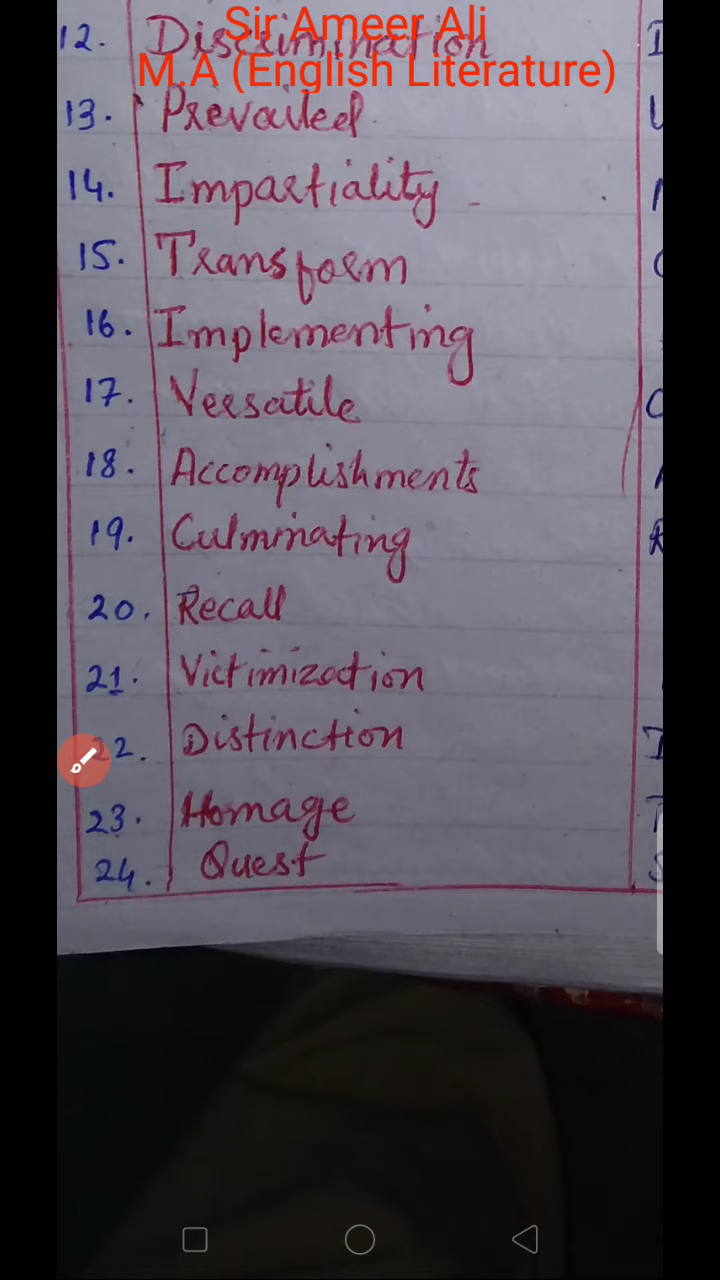 Sir Ameer Ali
M.A (English Literature)
12. Discrimination
13. Prevailed.
14. Impartiality
15. Transform
16. Implementing
17. Versatile
18. Accomplishments
19. Culminating
20. Recall
21. Victimization
22. Distinction
23. Homage
24. Quest